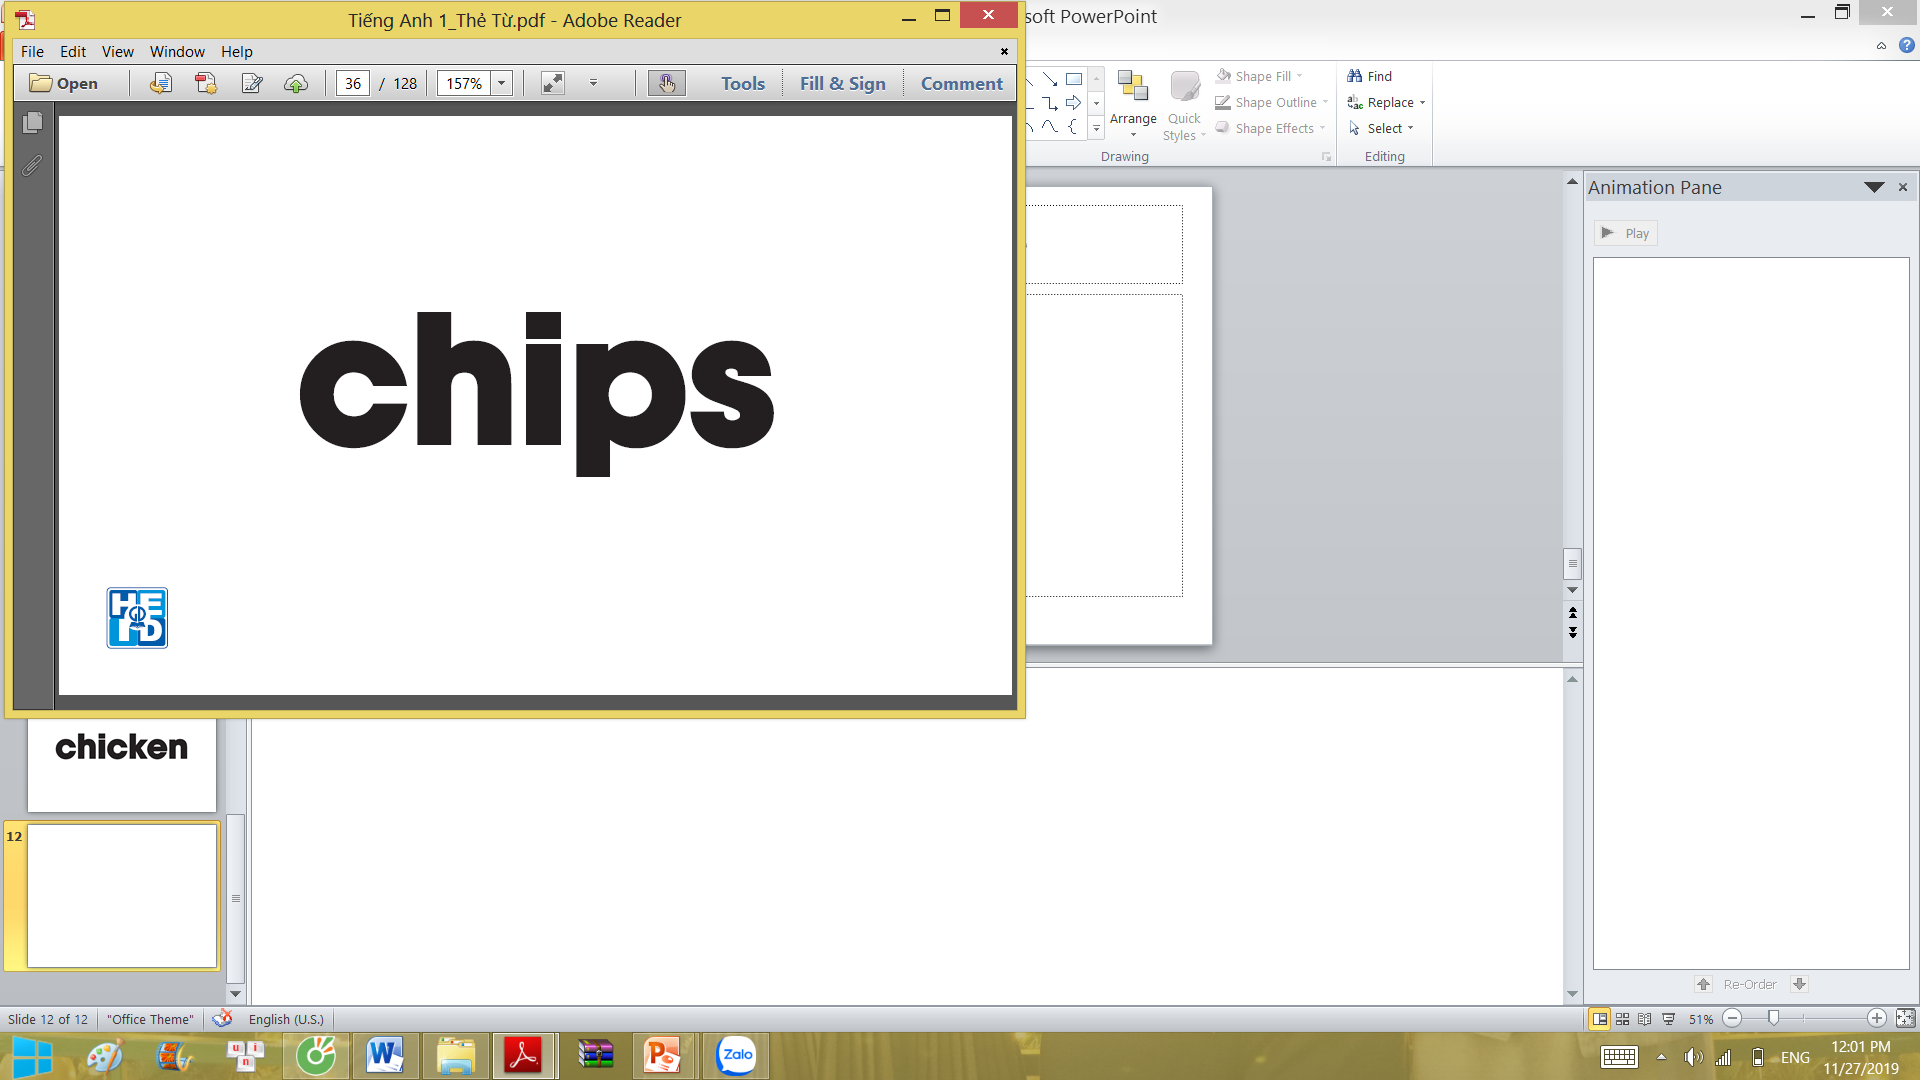 Tiếng Anh 1_Thẻ Từ.pdf - Adobe Reader
soft PowerPoint
File Edit View Window Help
Open 36 / 128 157% Tools Fill & Sign Comment
Arrange
Quick Styles
Shape Fill
Shape Outline
Shape Effects
Drawing
Find
Replace
Select
Editing
Animation Pane
Play
chips
HEID
chicken
12
Re-Order
Slide 12 of 12 "Office Theme" English (U.S.) 51%
Zalo
ENG
12:01 PM
11/27/2019